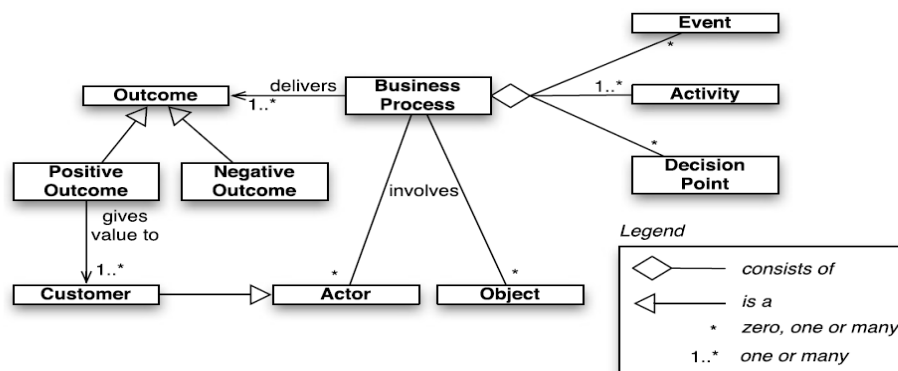 Event
*
delivers
Business
Process
1..*
Activity
Outcome
1..*
*
Decision
Point
Positive
Outcome
Negative
Outcome
involves
gives
value to
Legend
consists of
1..*
*
*
is a
Customer
Actor
Object
* zero, one or many
1..* one or many